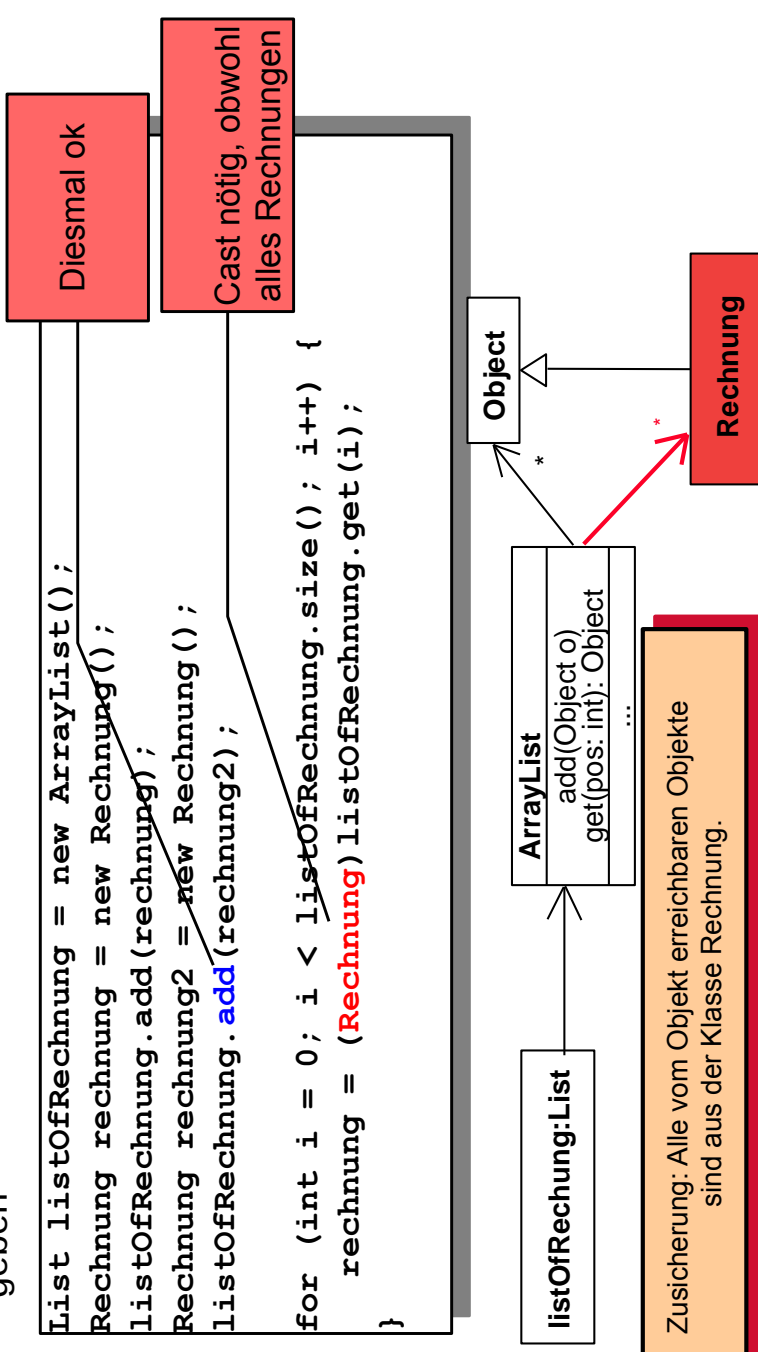 geben
List listOfRechnung = new ArrayList();
Rechnung rechnung = new Rechnung();
listOfRechnung.add(rechnung);
Rechnung rechnung2 = new Rechnung();
listOfRechnung.add(rechnung2);
for (int i = 0; i < listOfRechnung.size(); i++) {
rechnung = (Rechnung)listOfRechnung.get(i);
}
Diesmal ok
Cast nötig, obwohl
alles Rechnungen
listOfRechung:List
ArrayList
add(Object o)
get(pos: int): Object
...
*
Object
*
Rechnung
Zusicherung: Alle vom Objekt erreichbaren Objekte
sind aus der Klasse Rechnung.